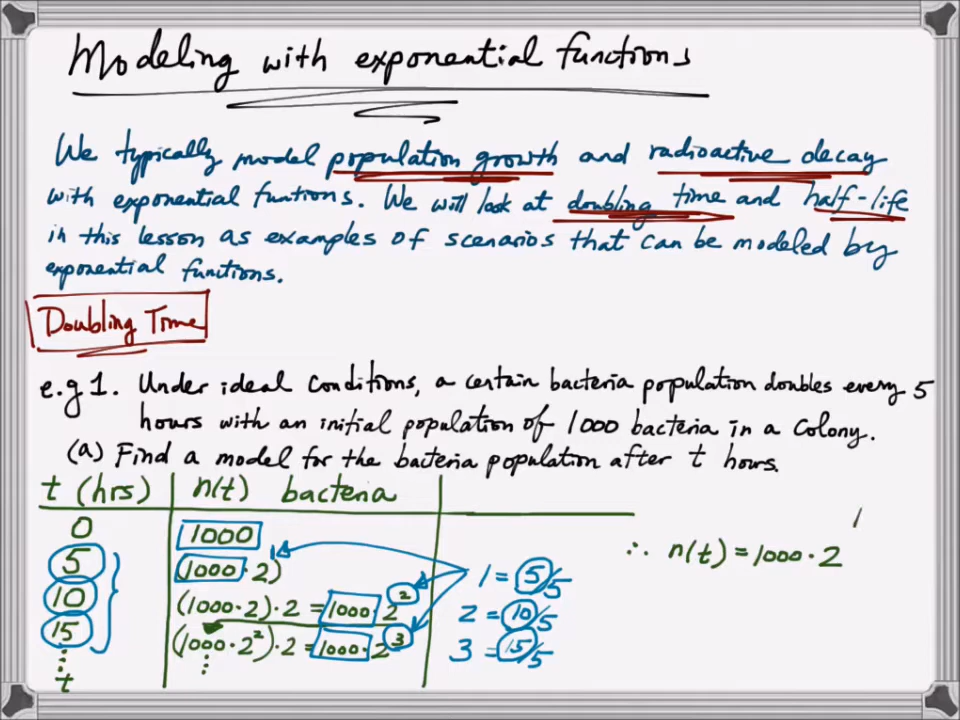 Modeling with exponential functions
We typically model population growth and radioactive decay
with exponential funtions. We will look at doubling time and half-life
in this lesson as examples of scenarios that can be modeled by
exponential functions.
Doubling Time
e.g 1. Under ideal conditions, a certain bacteria population doubles every 5
hours with an initial population of 1000 bacteria in a colony.
(a) Find a model for the bacteria population after t hours.
t (hrs) n(t) bacteria
0 1000
5 (1000·2)¹ 1 = 5/5
10 (1000·2)·2 = 1000·2² 2 = 10/5
15 (1000·2²)·2 = 1000·2³ 3 = 15/5
⋮ ⋮
t
∴ n(t) = 1000·2